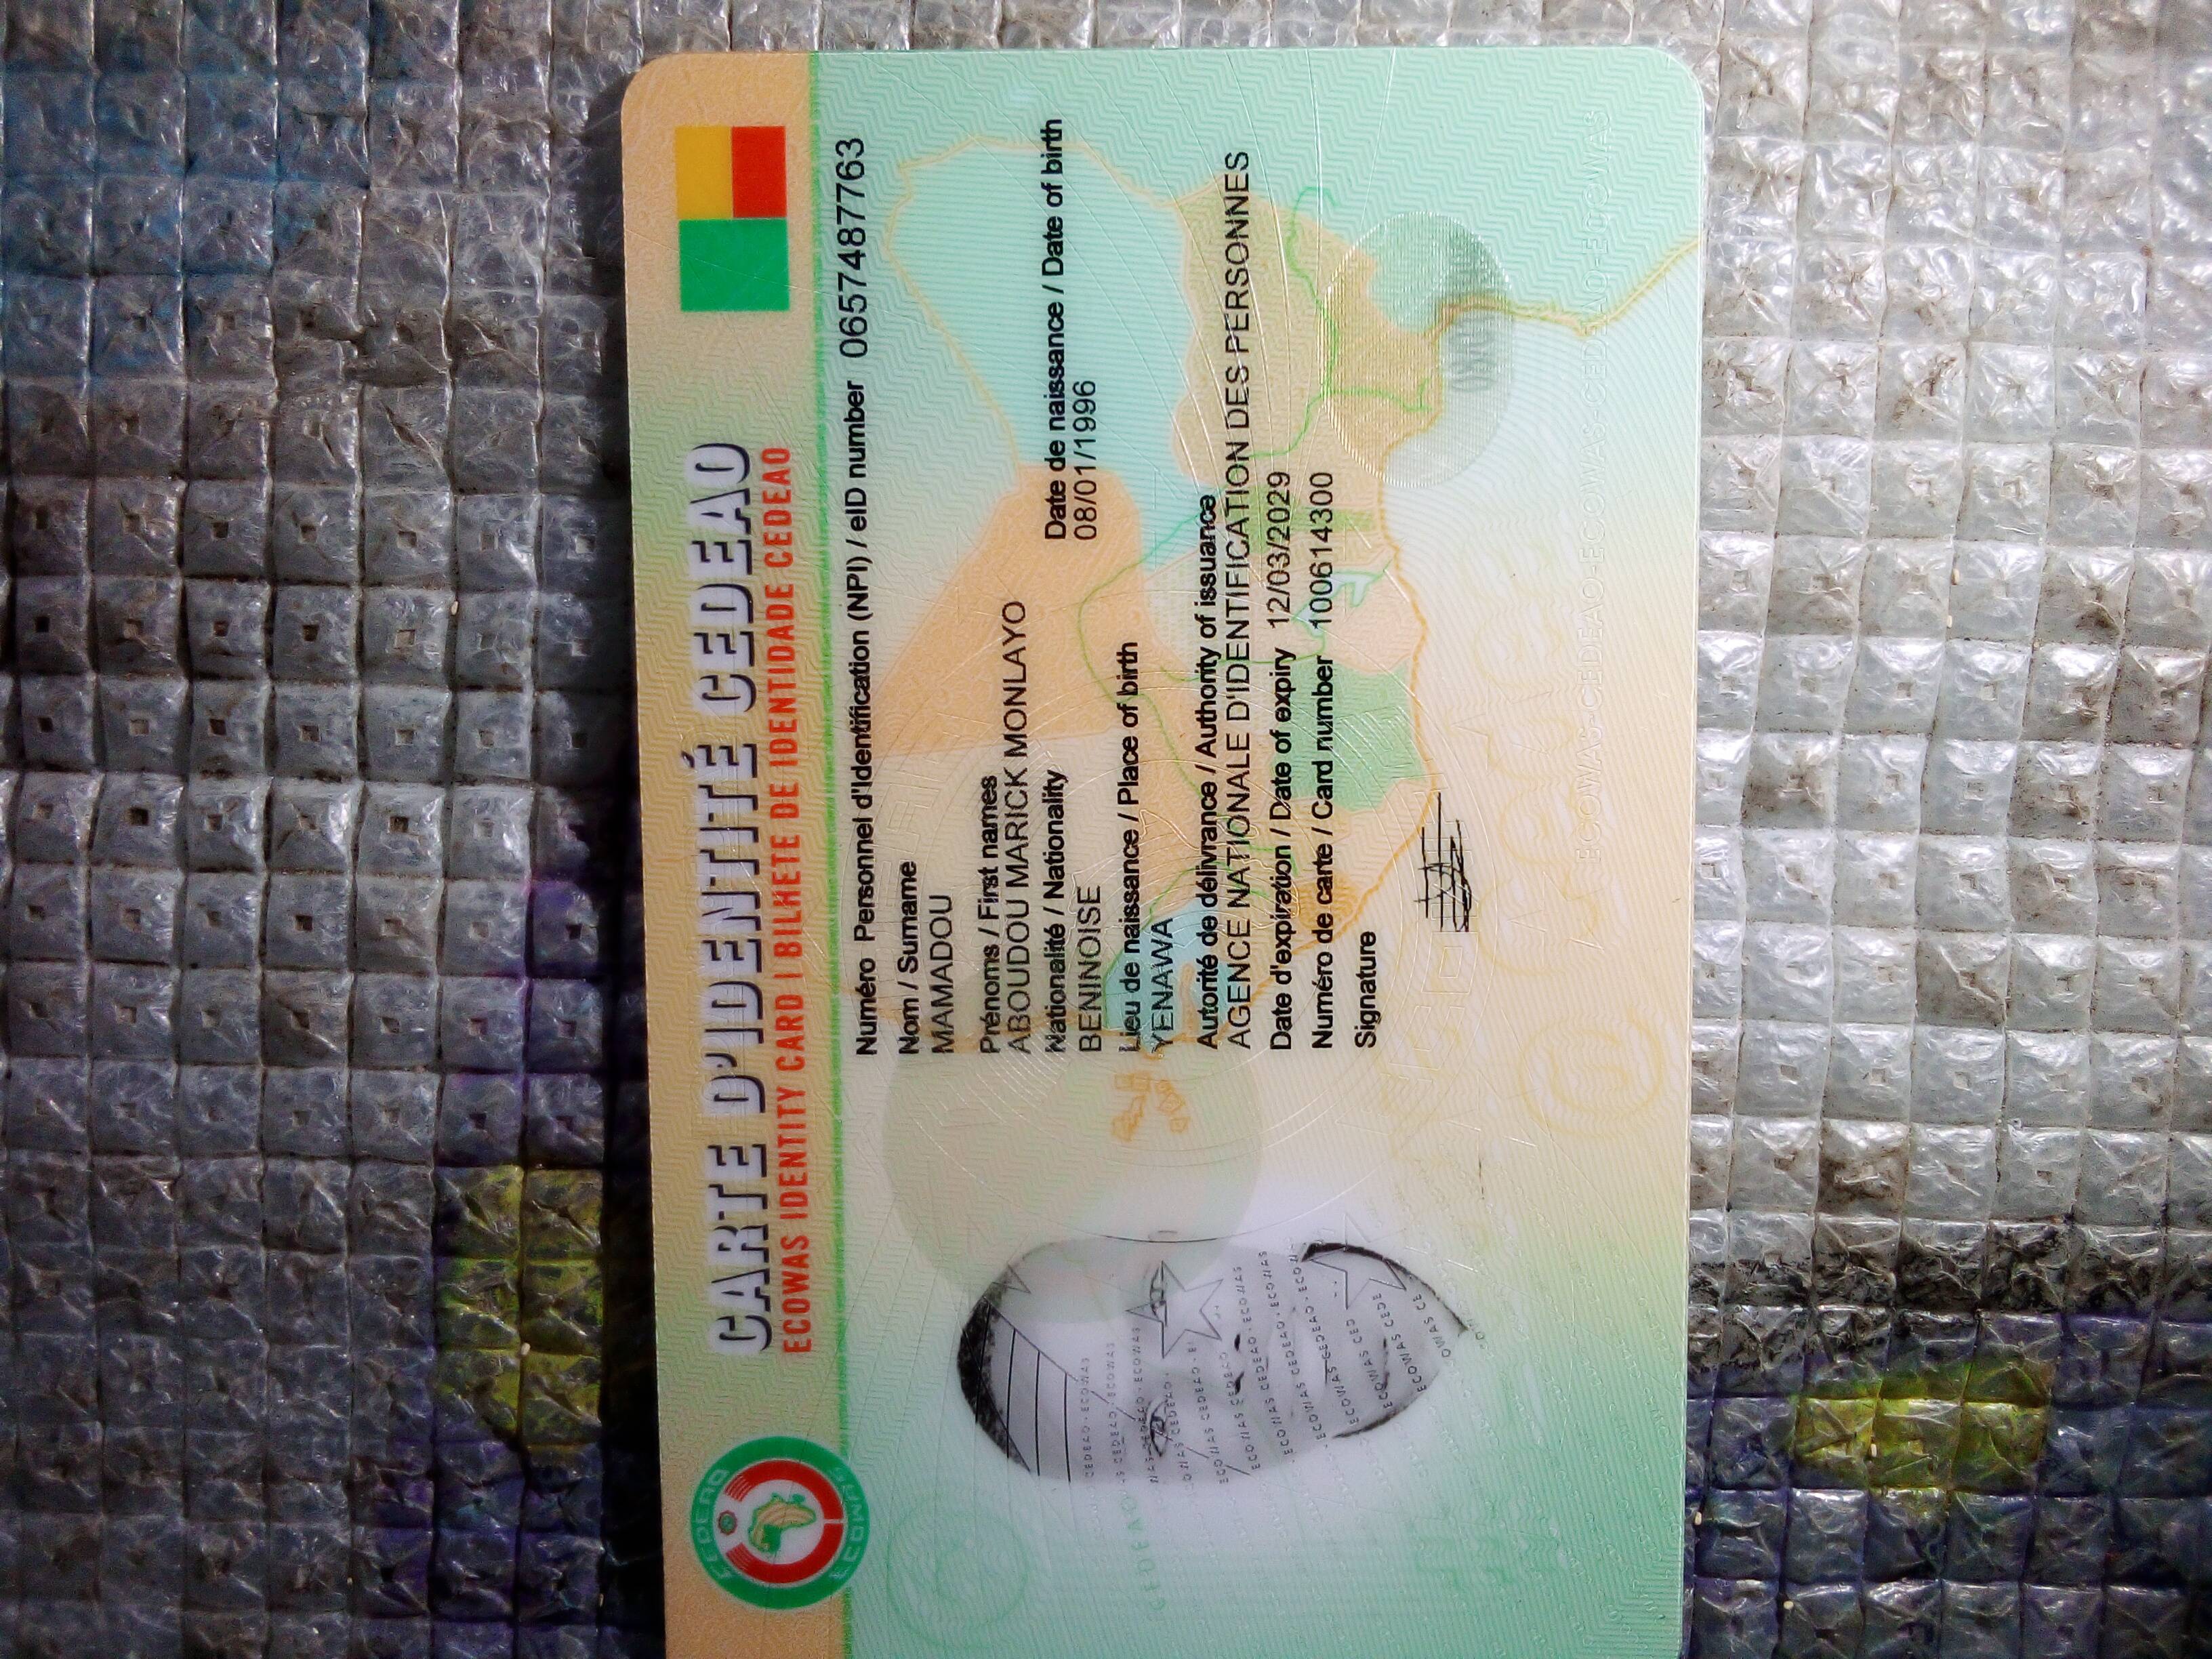 CARTE D'IDENTITÉ CEDEAO
ECOWAS IDENTITY CARD | BILHETE DE IDENTIDADE CEDEAO
CEDEAO
ECOWAS
Numéro Personnel d'Identification (NPI) / eID number 0657487763
Nom / Surname
MAMADOU
Prénoms / First names
ABOUDOU MARICK MONLAYO
Nationalité / Nationality
BENINOISE
Date de naissance / Date of birth
08/01/1996
Lieu de naissance / Place of birth
YENAWA
Autorité de délivrance / Authority of issuance
AGENCE NATIONALE D'IDENTIFICATION DES PERSONNES
Date d'expiration / Date of expiry 12/03/2029
Numéro de carte / Card number 100614300
Signature
ECOWAS-CEDEAO-ECOWAS-CEDEAO-ECOWAS